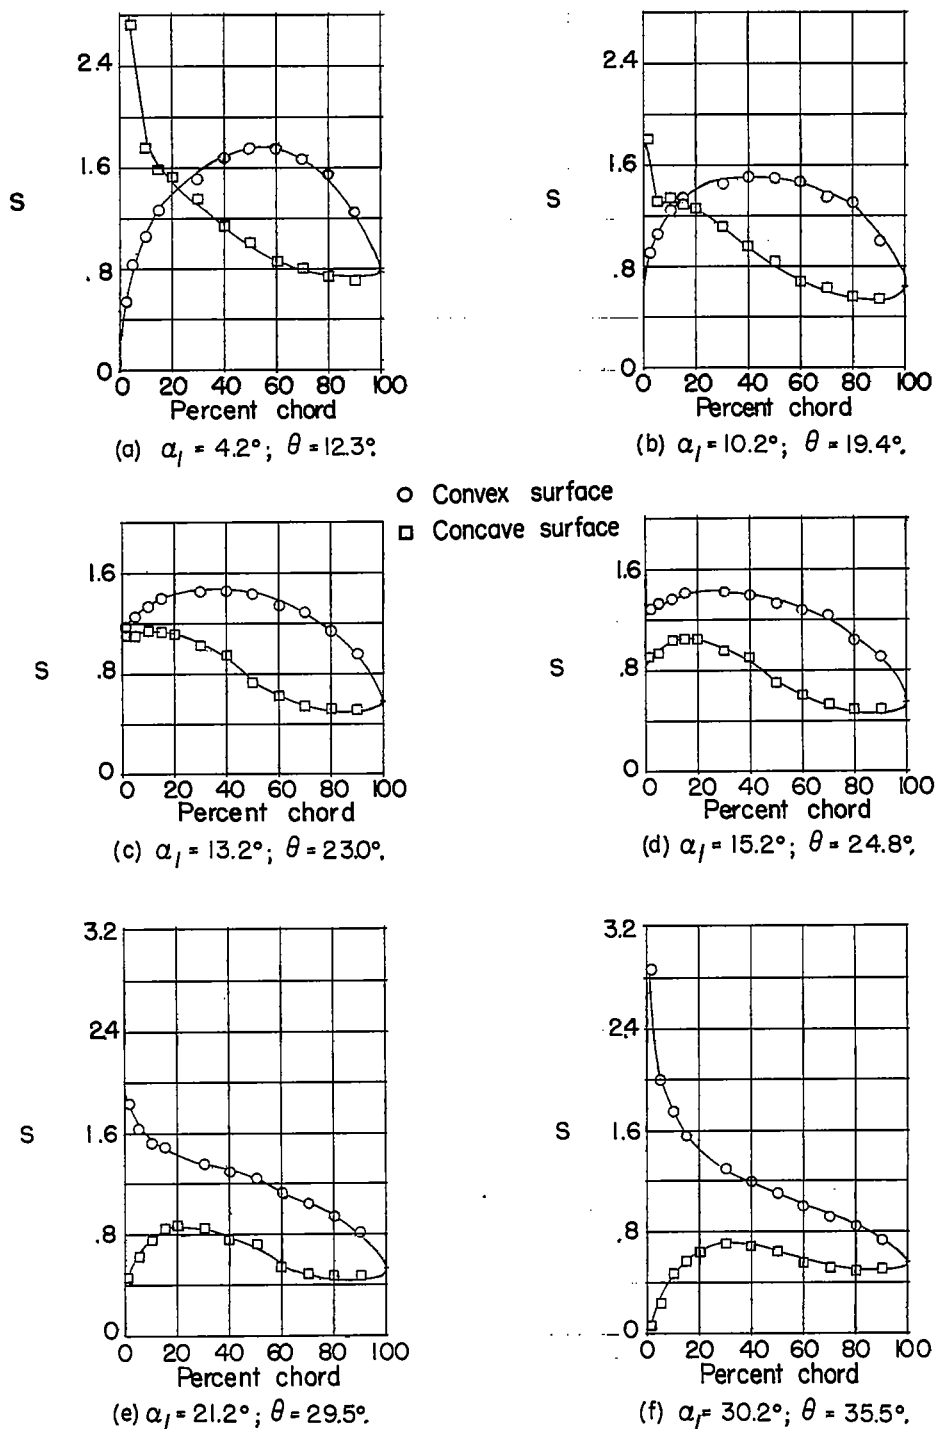 2.4
1.6
S
.8
0
0 20 40 60 80 100
Percent chord
(a) α₁ = 4.2°; θ = 12.3°.
2.4
1.6
S
.8
0
0 20 40 60 80 100
Percent chord
(b) α₁ = 10.2°; θ = 19.4°.
○ Convex surface
□ Concave surface
1.6
S
.8
0
0 20 40 60 80 100
Percent chord
(c) α₁ = 13.2°; θ = 23.0°.
1.6
S
.8
0
0 20 40 60 80 100
Percent chord
(d) α₁ = 15.2°; θ = 24.8°.
3.2
2.4
S
1.6
.8
0
0 20 40 60 80 100
Percent chord
(e) α₁ = 21.2°; θ = 29.5°.
3.2
2.4
S
1.6
.8
0
0 20 40 60 80 100
Percent chord
(f) α₁ = 30.2°; θ = 35.5°.